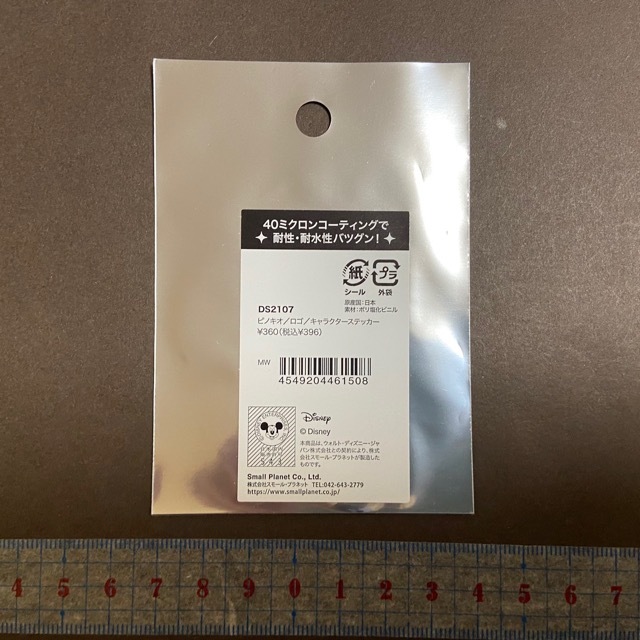 40ミクロンコーティングで
耐性・耐水性バツグン!
紙 プラ
シール 外袋
原産国:日本
素材:ポリ塩化ビニル
DS2107
ピノキオ/ロゴ/キャラクターステッカー
¥360(税込¥396)
MW
4549204461508
Disney
© Disney
本商品は、ウォルト・ディズニー・ジャ
パン株式会社との契約により、株
式会社スモール・プラネットが製造した
ものです。
Small Planet Co., Ltd.
株式会社スモール・プラネット TEL:042-643-2779
https://www.smallplanet.co.jp/
4 5 6 7 8 9 0 1 2 3 4 5 6 7